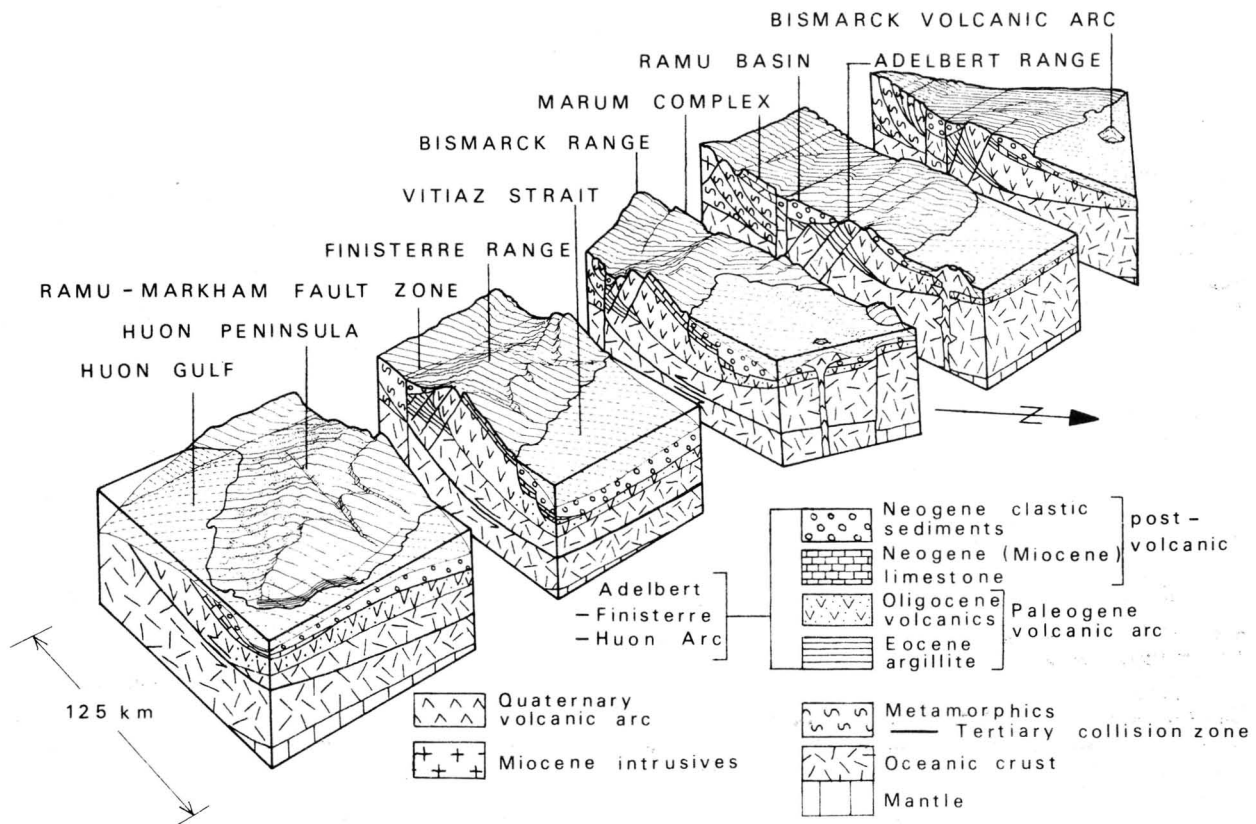 BISMARCK VOLCANIC ARC
RAMU BASIN
ADELBERT RANGE
MARUM COMPLEX
BISMARCK RANGE
VITIAZ STRAIT
FINISTERRE RANGE
RAMU-MARKHAM FAULT ZONE
HUON PENINSULA
HUON GULF
N
125 km
Adelbert
-Finisterre
-Huon Arc
Neogene clastic
sediments
Neogene (Miocene)
limestone
post-
volcanic
Oligocene
volcanics
Eocene
argillite
Paleogene
volcanic arc
Quaternary
volcanic arc
Miocene intrusives
Metamorphics
Tertiary collision zone
Oceanic crust
Mantle